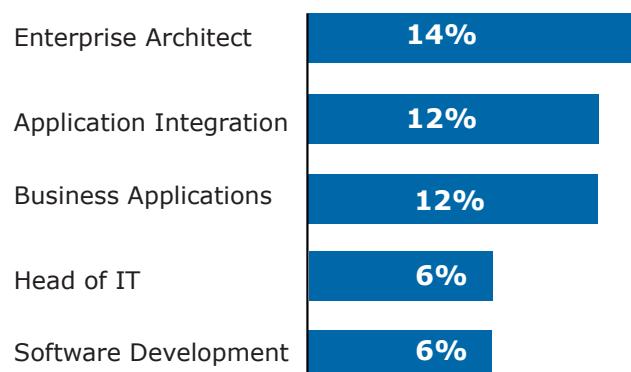 Enterprise Architect 14%
Application Integration 12%
Business Applications 12%
Head of IT 6%
Software Development 6%